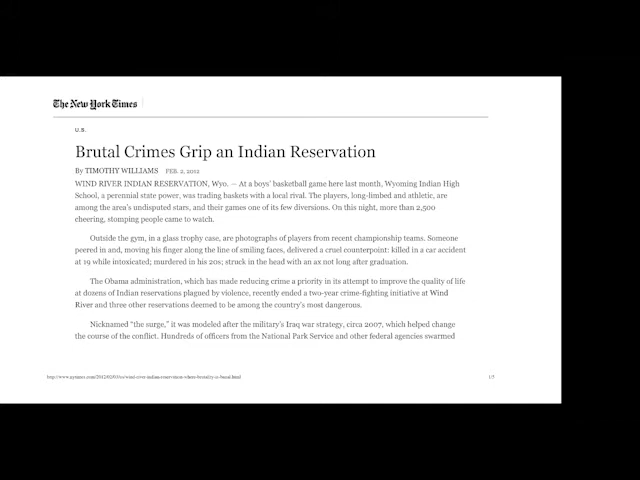 The New York Times
U.S.
Brutal Crimes Grip an Indian Reservation
By TIMOTHY WILLIAMS FEB. 2, 2012
WIND RIVER INDIAN RESERVATION, Wyo. — At a boys' basketball game here last month, Wyoming Indian High
School, a perennial state power, was trading baskets with a local rival. The players, long-limbed and athletic, are
among the area's undisputed stars, and their games one of its few diversions. On this night, more than 2,500
cheering, stomping people came to watch.
Outside the gym, in a glass trophy case, are photographs of players from recent championship teams. Someone
peered in and, moving his finger along the line of smiling faces, delivered a cruel counterpoint: killed in a car accident
at 19 while intoxicated; murdered in his 20s; struck in the head with an ax not long after graduation.
The Obama administration, which has made reducing crime a priority in its attempt to improve the quality of life
at dozens of Indian reservations plagued by violence, recently ended a two-year crime-fighting initiative at Wind
River and three other reservations deemed to be among the country's most dangerous.
Nicknamed "the surge," it was modeled after the military's Iraq war strategy, circa 2007, which helped change
the course of the conflict. Hundreds of officers from the National Park Service and other federal agencies swarmed